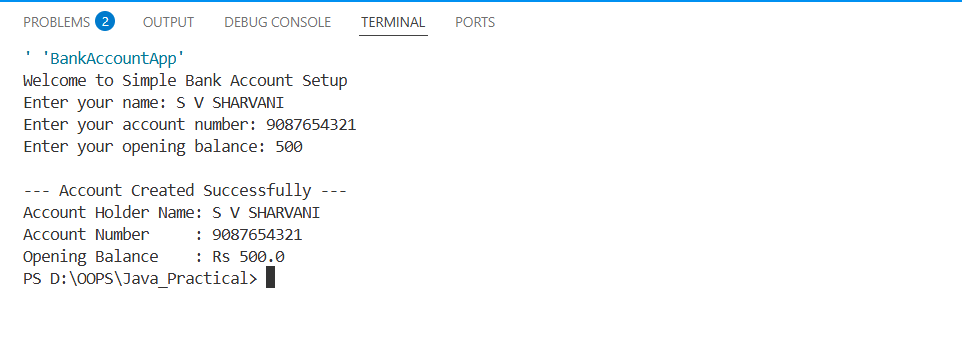 PROBLEMS 2 OUTPUT DEBUG CONSOLE TERMINAL PORTS
' 'BankAccountApp'
Welcome to Simple Bank Account Setup
Enter your name: S V SHARVANI
Enter your account number: 9087654321
Enter your opening balance: 500
--- Account Created Successfully ---
Account Holder Name: S V SHARVANI
Account Number     : 9087654321
Opening Balance    : Rs 500.0
PS D:\OOPS\Java_Practical>